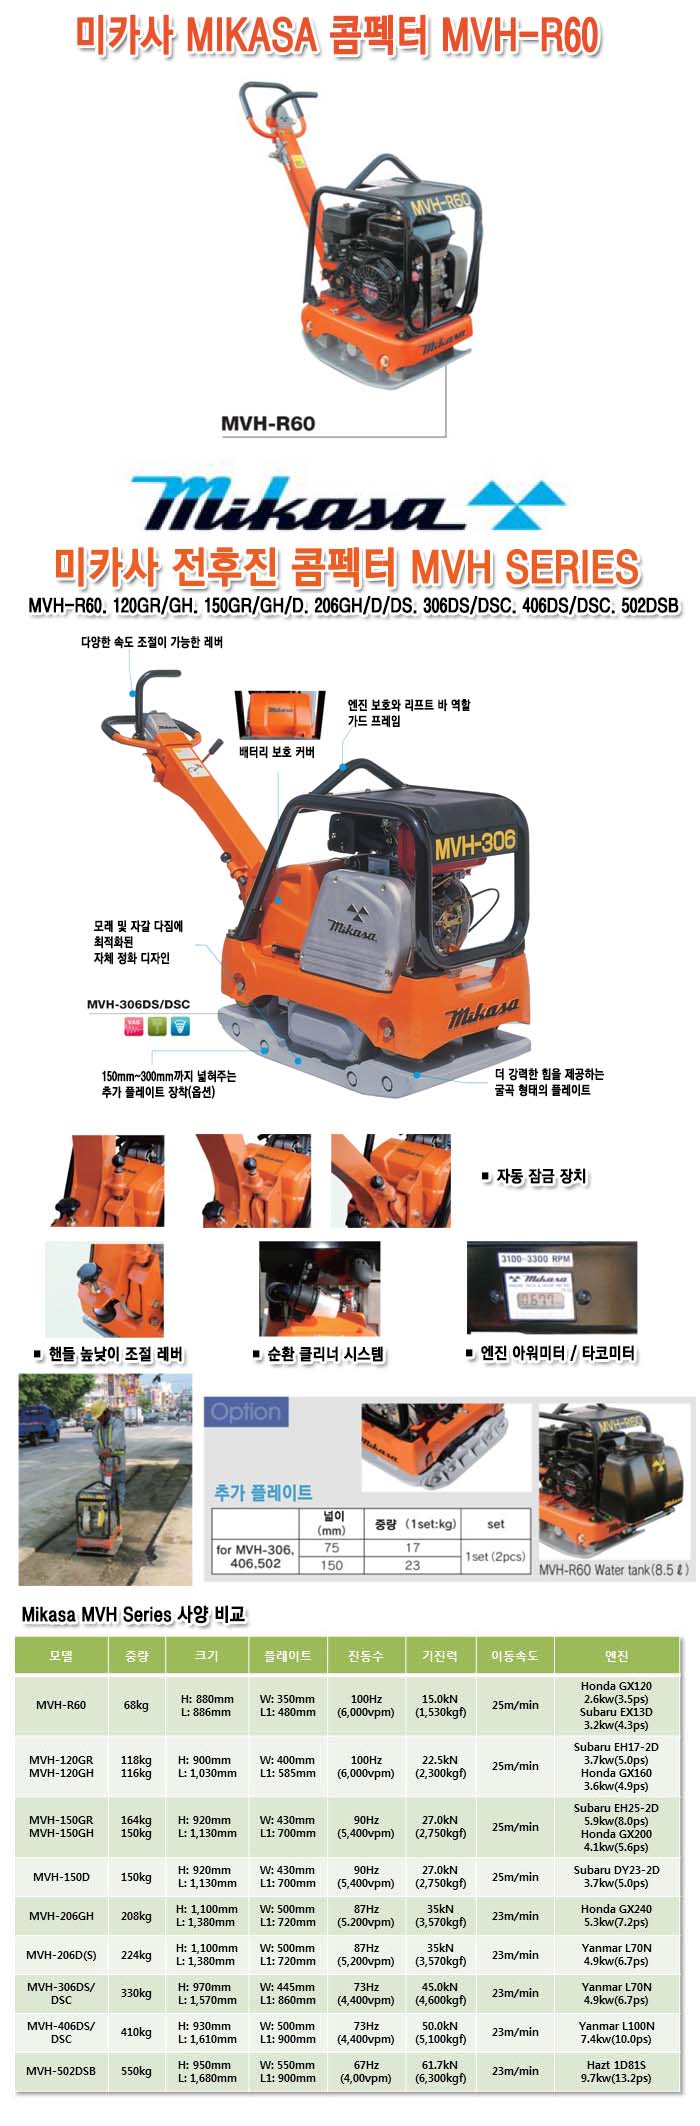 미카사 MIKASA 콤펙터 MVH-R60
MVH-R60
mikasa
MVH-R60
mikasa
미카사 전후진 콤펙터 MVH SERIES
MVH-R60. 120GR/GH. 150GR/GH/D. 206GH/D/DS. 306DS/DSC. 406DS/DSC. 502DSB
다양한 속도 조절이 가능한 레버
엔진 보호와 리프트 바 역할
가드 프레임
mikasa
mikasa
배터리 보호 커버
MVH-306
mikasa
모래 및 자갈 다짐에
최적화된
자체 정화 디자인
mikasa
MVH-306DS/DSC
VAS
150mm~300mm까지 넓혀주는
추가 플레이트 장착(옵션)
더 강력한 힘을 제공하는
굴곡 형태의 플레이트
▪ 자동 잠금 장치
3100-3300 RPM
mikasa
▪ 핸들 높낮이 조절 레버
▪ 순환 클리너 시스템
▪ 엔진 아워미터 / 타코미터
Option
mikasa
MVH-R60
추가 플레이트
넓이 (mm) 중량 (1set:kg) set
for MVH-306, 406,502 75 17 1set (2pcs)
150 23
MVH-R60 Water tank(8.5ℓ)
Mikasa MVH Series 사양 비교
모델 중량 크기 플레이트 진동수 기진력 이동속도 엔진
MVH-R60 68kg H: 880mm L: 886mm W: 350mm L1: 480mm 100Hz (6,000vpm) 15.0kN (1,530kgf) 25m/min Honda GX120 2.6kw(3.5ps) Subaru EX13D 3.2kw(4.3ps)
MVH-120GR MVH-120GH 118kg 116kg H: 900mm L: 1,030mm W: 400mm L1: 585mm 100Hz (6,000vpm) 22.5kN (2,300kgf) 25m/min Subaru EH17-2D 3.7kw(5.0ps) Honda GX160 3.6kw(4.9ps)
MVH-150GR MVH-150GH 164kg 150kg H: 920mm L: 1,130mm W: 430mm L1: 700mm 90Hz (5,400vpm) 27.0kN (2,750kgf) 25m/min Subaru EH25-2D 5.9kw(8.0ps) Honda GX200 4.1kw(5.6ps)
MVH-150D 150kg H: 920mm L: 1,130mm W: 430mm L1: 700mm 90Hz (5,400vpm) 27.0kN (2,750kgf) 25m/min Subaru DY23-2D 3.7kw(5.0ps)
MVH-206GH 208kg H: 1,100mm L: 1,380mm W: 500mm L1: 720mm 87Hz (5.200vpm) 35kN (3,570kgf) 23m/min Honda GX240 5.3kw(7.2ps)
MVH-206D(S) 224kg H: 1,100mm L: 1,380mm W: 500mm L1: 720mm 87Hz (5,200vpm) 35kN (3,570kgf) 23m/min Yanmar L70N 4.9kw(6.7ps)
MVH-306DS/ DSC 330kg H: 970mm L: 1,570mm W: 445mm L1: 860mm 73Hz (4,400vpm) 45.0kN (4,600kgf) 23m/min Yanmar L70N 4.9kw(6.7ps)
MVH-406DS/ DSC 410kg H: 930mm L: 1,610mm W: 500mm L1: 900mm 73Hz (4,400vpm) 50.0kN (5,100kgf) 23m/min Yanmar L100N 7.4kw(10.0ps)
MVH-502DSB 550kg H: 950mm L: 1,680mm W: 550mm L1: 900mm 67Hz (4,00vpm) 61.7kN (6,300kgf) 23m/min Hazt 1D81S 9.7kw(13.2ps)